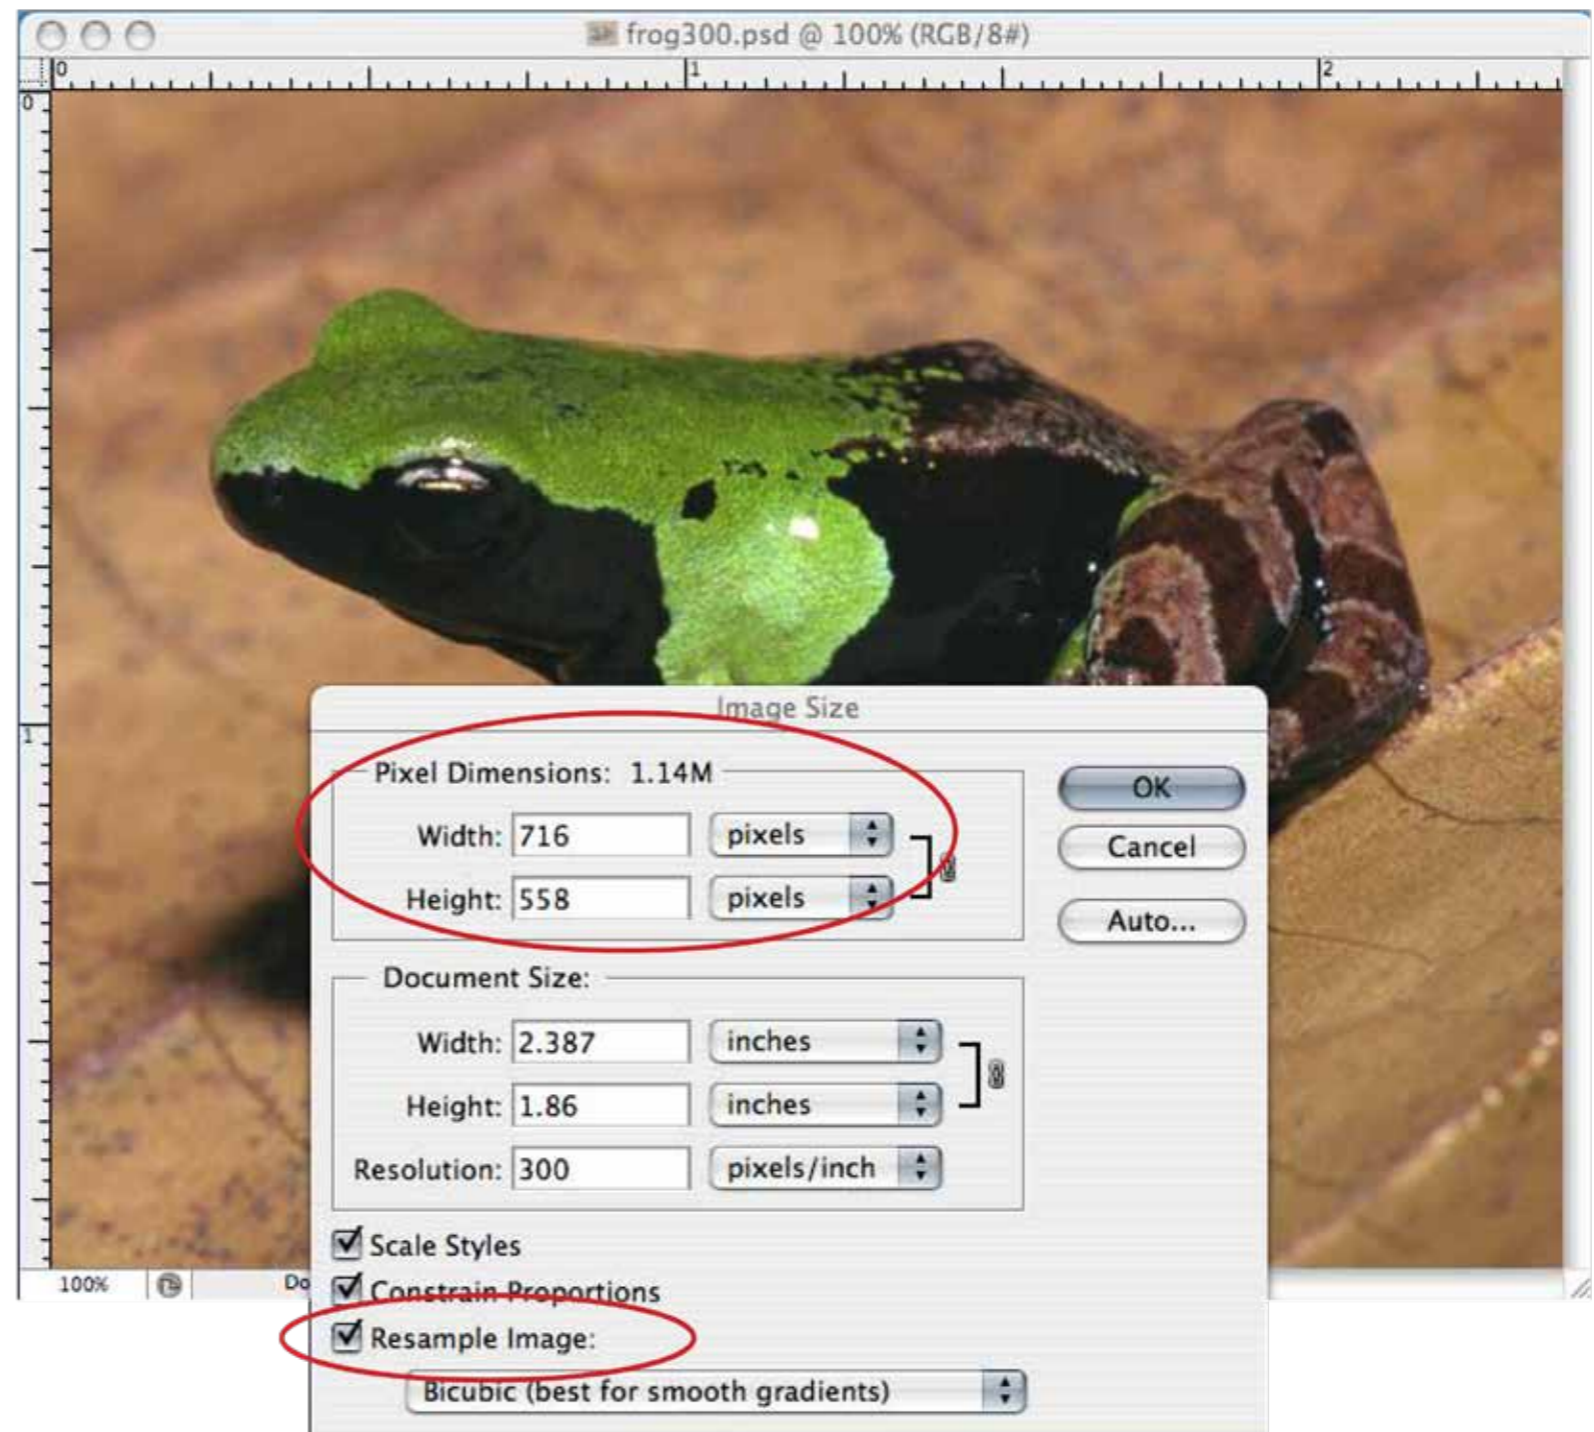 frog300.psd @ 100% (RGB/8#)
0 1 2
0
1
Image Size
Pixel Dimensions: 1.14M
Width: 716 pixels
Height: 558 pixels
OK
Cancel
Auto...
Document Size:
Width: 2.387 inches
Height: 1.86 inches
Resolution: 300 pixels/inch
Scale Styles
100% Do
Constrain Proportions
Resample Image:
Bicubic (best for smooth gradients)